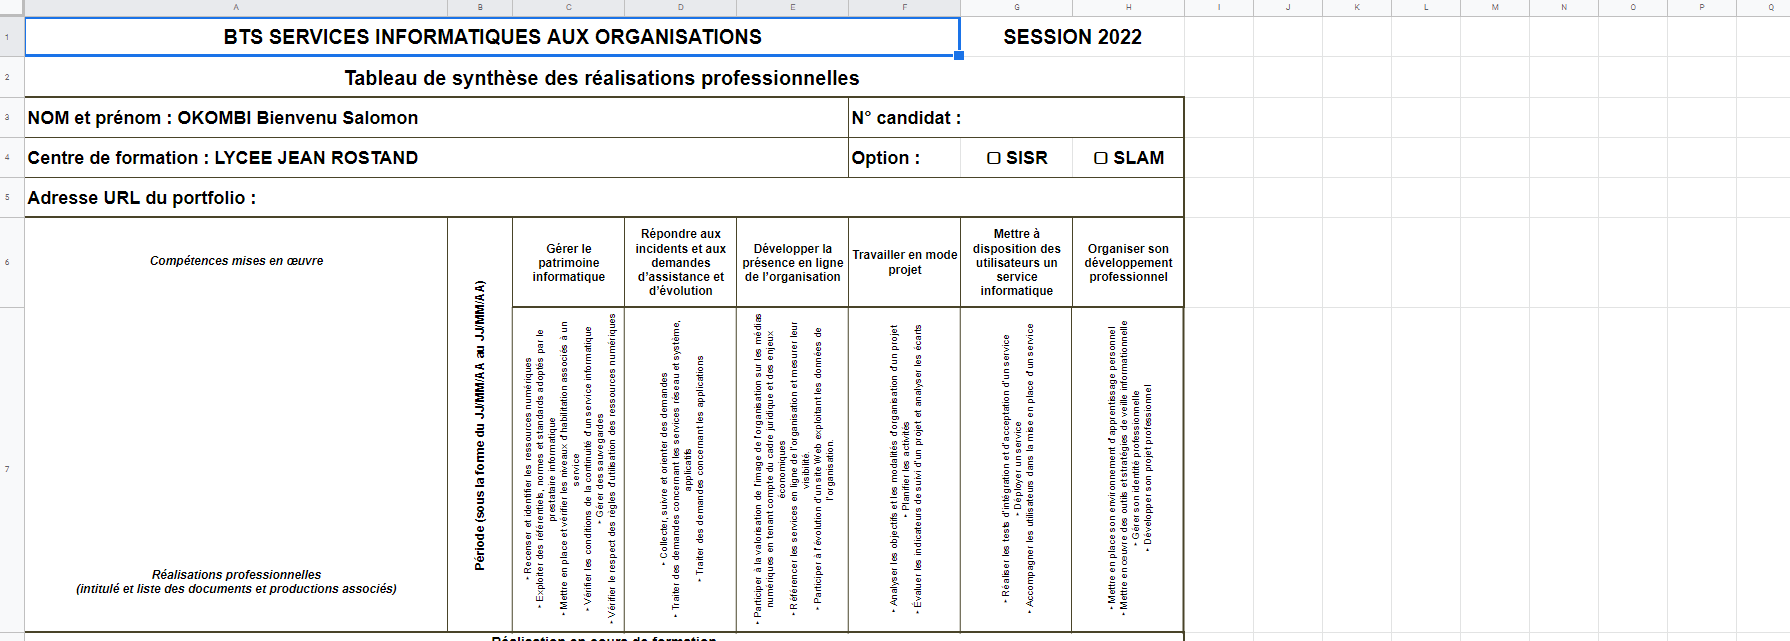 A B C D E F G H I J K L M N O P Q
1 BTS SERVICES INFORMATIQUES AUX ORGANISATIONS SESSION 2022
2 Tableau de synthèse des réalisations professionnelles
3 NOM et prénom : OKOMBI Bienvenu Salomon N° candidat :
4 Centre de formation : LYCEE JEAN ROSTAND Option : ☐ SISR ☐ SLAM
5 Adresse URL du portfolio :
6
Compétences mises en œuvre
Période (sous la forme du JJ/MM/AA au JJ/MM/AA)
Gérer le
patrimoine
informatique
Répondre aux
incidents et aux
demandes
d'assistance et
d'évolution
Développer la
présence en ligne
de l'organisation
Travailler en mode
projet
Mettre à
disposition des
utilisateurs un
service
informatique
Organiser son
développement
professionnel
7
Réalisations professionnelles
(intitulé et liste des documents et productions associés)
‣ Recenser et identifier les ressources numériques
‣ Exploiter des référentiels, normes et standards adoptés par le
prestataire informatique
‣ Mettre en place et vérifier les niveaux d'habilitation associés à un
service
‣ Vérifier les conditions de la continuité d'un service informatique
‣ Gérer des sauvegardes
‣ Vérifier le respect des règles d'utilisation des ressources numériques
‣ Collecter, suivre et orienter des demandes
‣ Traiter des demandes concernant les services réseau et système,
applicatifs
‣ Traiter des demandes concernant les applications
‣ Participer à la valorisation de l'image de l'organisation sur les médias
numériques en tenant compte du cadre juridique et des enjeux
économiques
‣ Référencer les services en ligne de l'organisation et mesurer leur
visibilité.
‣ Participer à l'évolution d'un site Web exploitant les données de
l'organisation.
‣ Analyser les objectifs et les modalités d'organisation d'un projet
‣ Planifier les activités
‣ Évaluer les indicateurs de suivi d'un projet et analyser les écarts
‣ Réaliser les tests d'intégration et d'acceptation d'un service
‣ Déployer un service
‣ Accompagner les utilisateurs dans la mise en place d'un service
‣ Mettre en place son environnement d'apprentissage personnel
‣ Mettre en œuvre des outils et stratégies de veille informationnelle
‣ Gérer son identité professionnelle
‣ Développer son projet professionnel
Réalisation en cours de formation